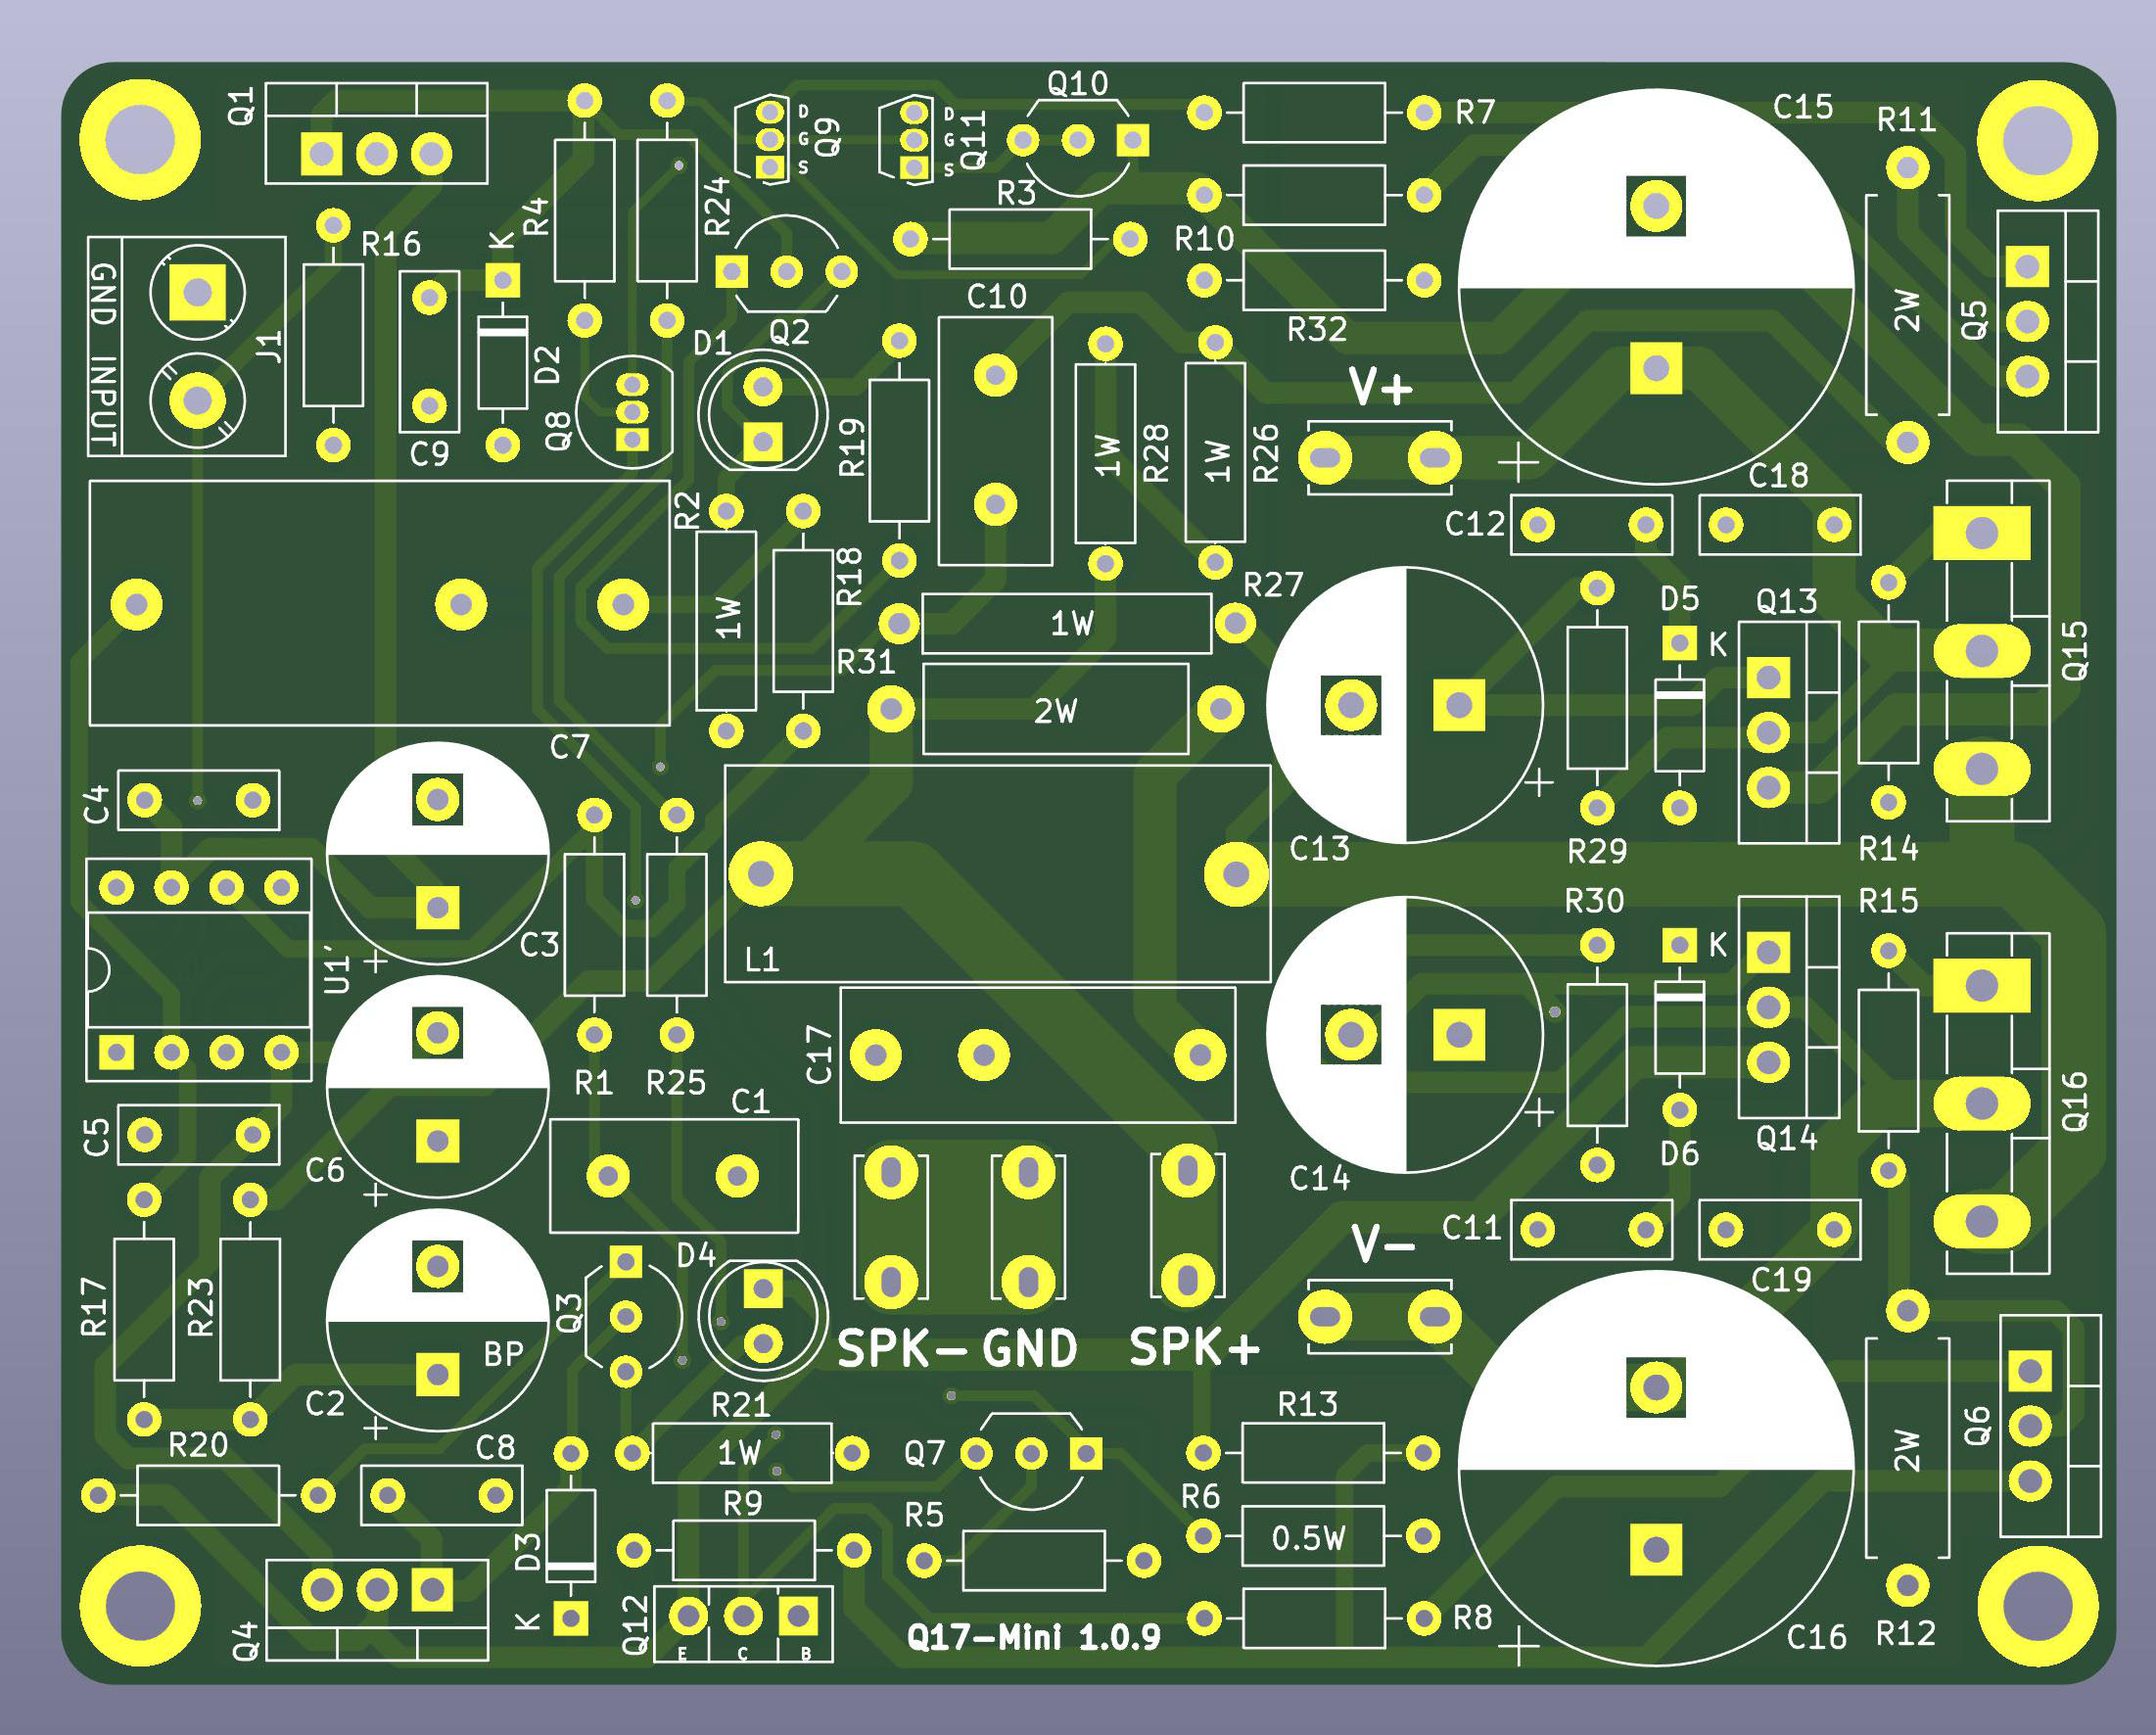 Q1
Q10
D
G
S
Q9
D
G
S
Q11
R7
C15
R11
R4
R24
R3
R10
R16
K
GND INPUT
J1
C10
R32
2W
Q5
D2
D1
Q2
C9
Q8
R19
1W
R28
1W
R26
V+
C18
R2
C12
R18
1W
R27
1W
D5
K
Q13
Q15
R31
2W
C7
C4
C13
R29
R14
U1'
C3
L1
R30
K
R15
C17
R1
R25
C1
Q14
Q16
C5
C6
C14
D6
D4
V-
C11
C19
R17
R23
Q3
BP
SPK-
GND
SPK+
C2
R21
R13
R20
C8
1W
Q7
R6
2W
Q6
R9
R5
0.5W
D3
K
Q4
Q12
E
C
B
Q17-Mini 1.0.9
R8
C16
R12